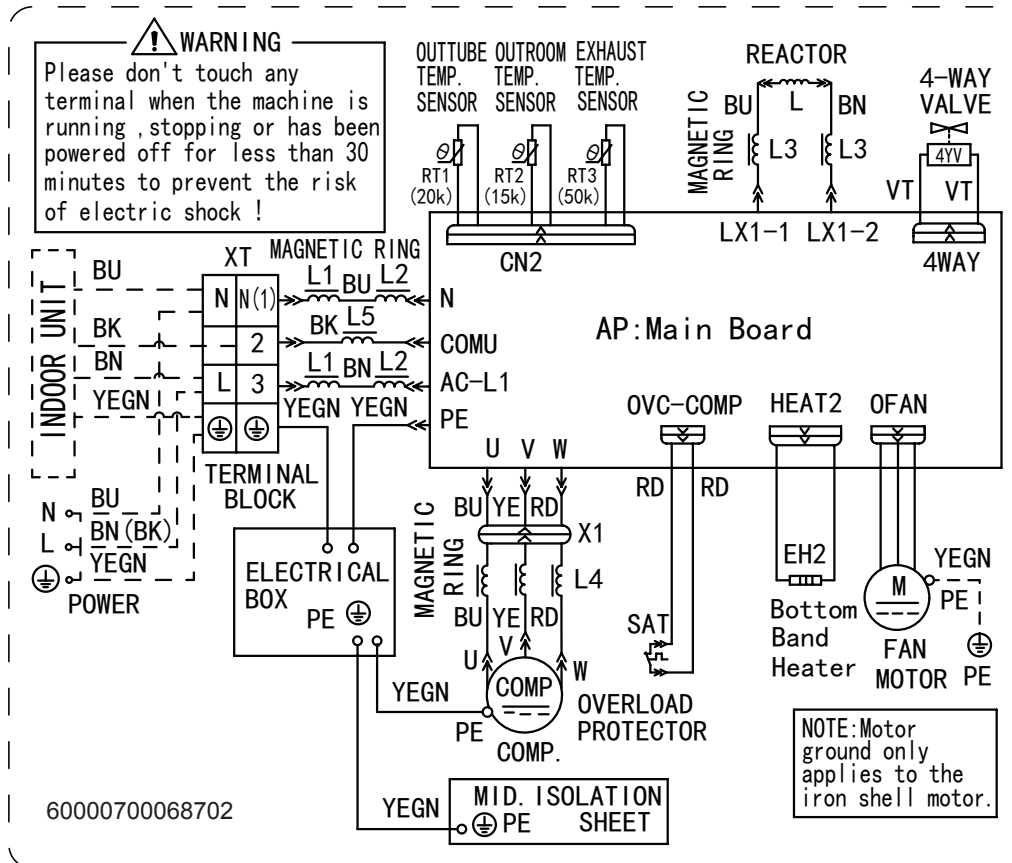 WARNING
Please don't touch any
terminal when the machine is
running ,stopping or has been
powered off for less than 30
minutes to prevent the risk
of electric shock !
OUTTUBE OUTROOM EXHAUST
TEMP. TEMP. TEMP.
SENSOR SENSOR SENSOR
θ θ θ
RT1 RT2 RT3
(20k) (15k) (50k)
CN2
REACTOR
BU L BN
MAGNETIC
RING
L3 L3
LX1-1 LX1-2
4-WAY
VALVE
4YV
VT VT
4WAY
AP:Main Board
INDOOR UNIT
BU
BK
BN
YEGN
XT
N N(1)
2
L 3
TERMINAL
BLOCK
MAGNETIC RING
L1 BU L2 N
BK L5 COMU
L1 BN L2 AC-L1
YEGN YEGN PE
N BU
L BN(BK)
YEGN
POWER
ELECTRICAL
BOX
PE
U V W
BU YE RD
X1
MAGNETIC
RING
L4
BU YE RD
U V W
COMP
PE
COMP.
YEGN
OVC-COMP
RD RD
SAT
OVERLOAD
PROTECTOR
HEAT2
EH2
Bottom
Band
Heater
OFAN
M
YEGN
PE
FAN
MOTOR
PE
YEGN
MID. ISOLATION
PE SHEET
NOTE:Motor
ground only
applies to the
iron shell motor.
60000700068702